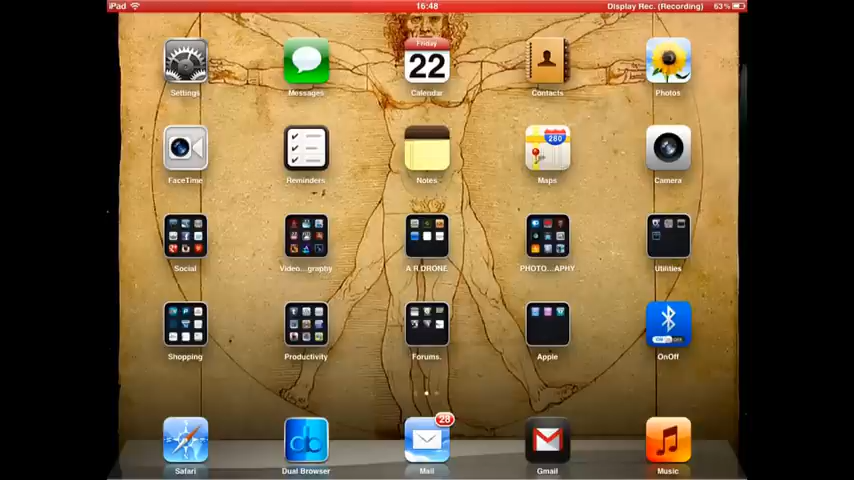 iPad 16:48 Display Rec. (Recording) 63%
Friday
22
280
Settings Messages Calendar Contacts Photos
FaceTime Reminders Notes Maps Camera
Social Video...graphy A R DRONE PHOTO...APHY Utilities
Shopping Productivity Forums. Apple OnOff
28
Safari Dual Browser Mail Gmail Music